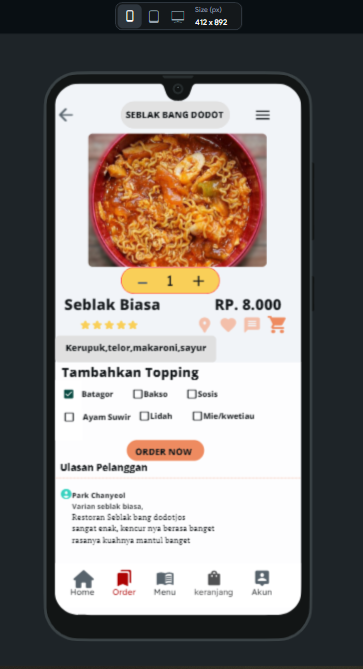 Size (px)
412 x 892
SEBLAK BANG DODOT
– 1 +
Seblak Biasa RP. 8.000
Kerupuk,telor,makaroni,sayur
Tambahkan Topping
Batagor Bakso Sosis
Ayam Suwir Lidah Mie/kwetiau
ORDER NOW
Ulasan Pelanggan
Park Chanyeol
Varian seblak biasa,
Restoran Seblak bang dodotjos
sangat enak, kencur nya berasa banget
rasanya kuahnya mantul banget
Home Order Menu keranjang Akun